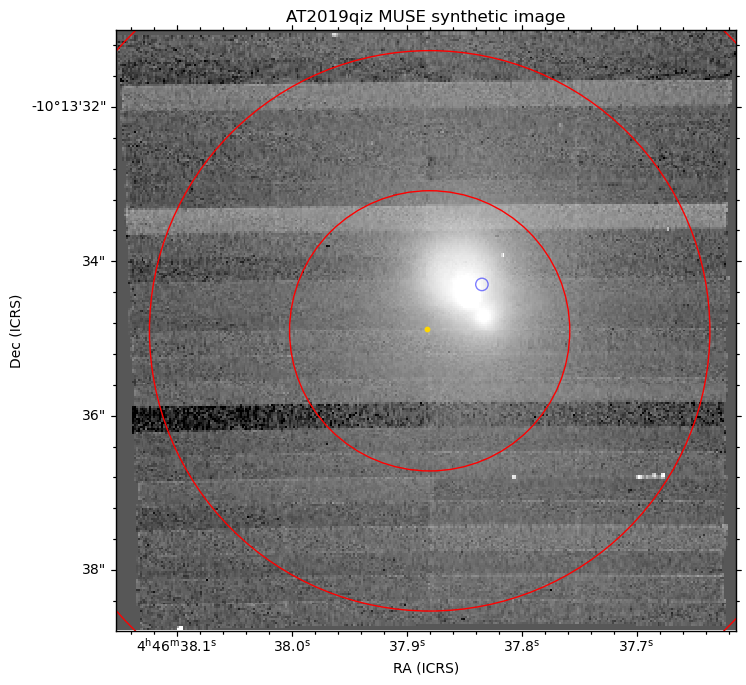 AT2019qiz MUSE synthetic image
-10°13'32"
34"
36"
38"
4ʰ46ᵐ38.1ˢ 38.0ˢ 37.9ˢ 37.8ˢ 37.7ˢ
RA (ICRS)
Dec (ICRS)